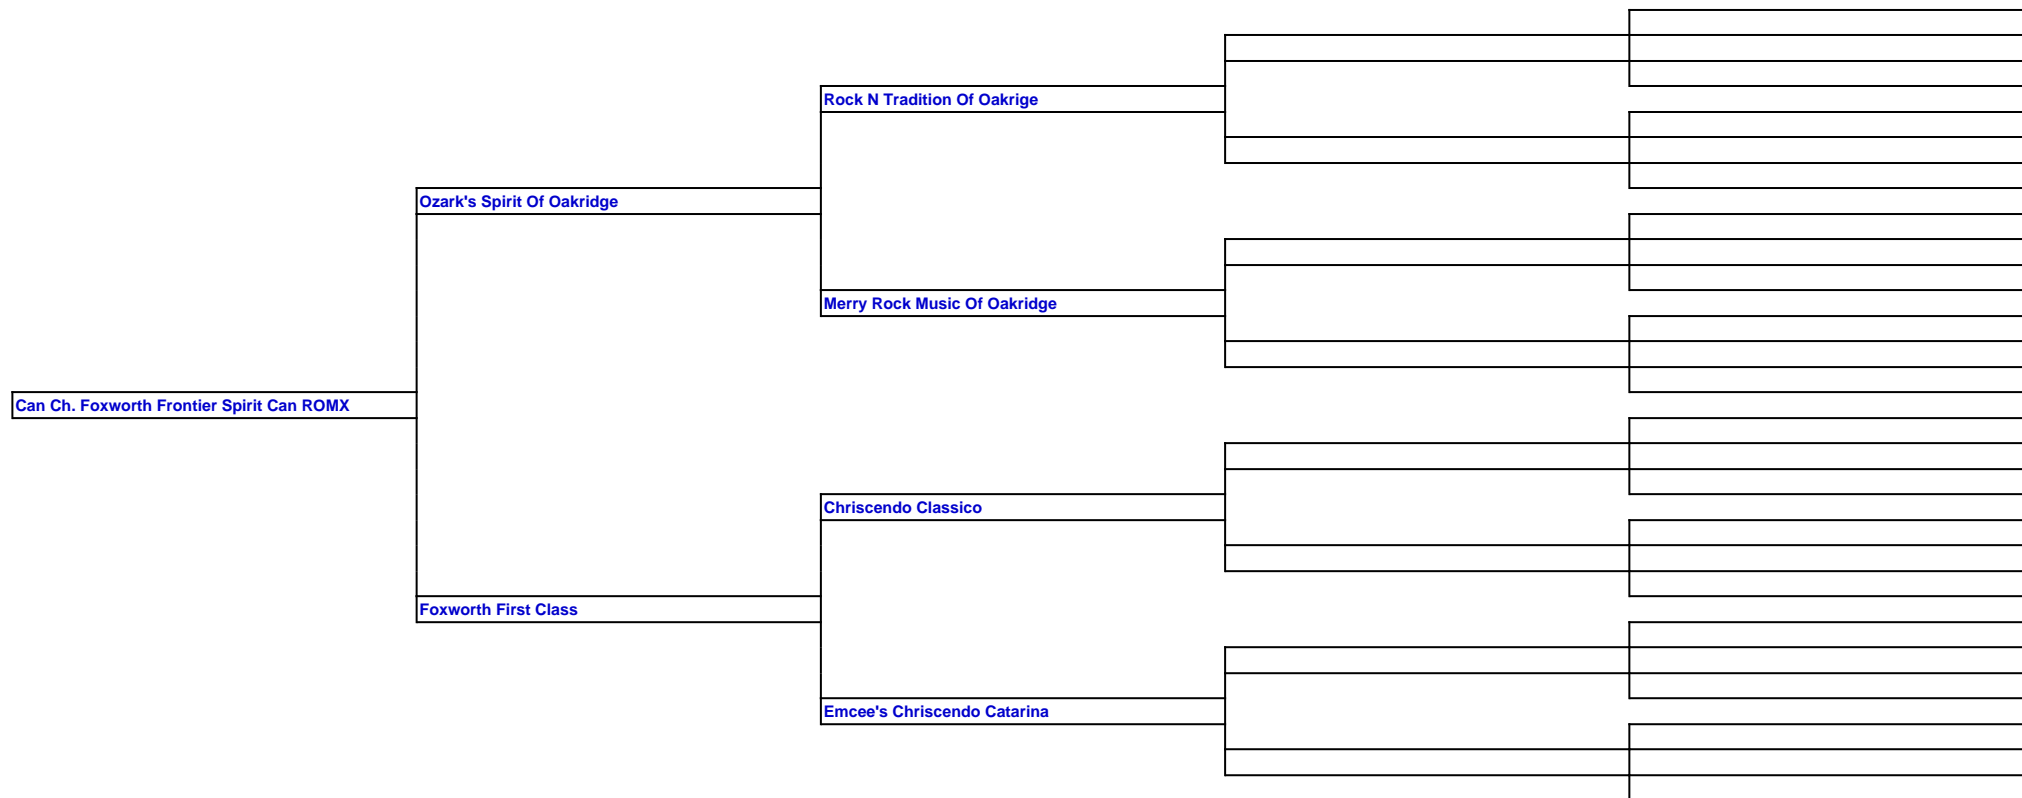 Rock N Tradition Of Oakrige
Ozark's Spirit Of Oakridge
Merry Rock Music Of Oakridge
Can Ch. Foxworth Frontier Spirit Can ROMX
Chriscendo Classico
Foxworth First Class
Emcee's Chriscendo Catarina